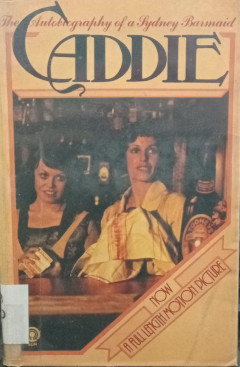 The Autobiography of a Sydney Barmaid
CADDIE
NOW
A FULL LENGTH MOTION PICTURE